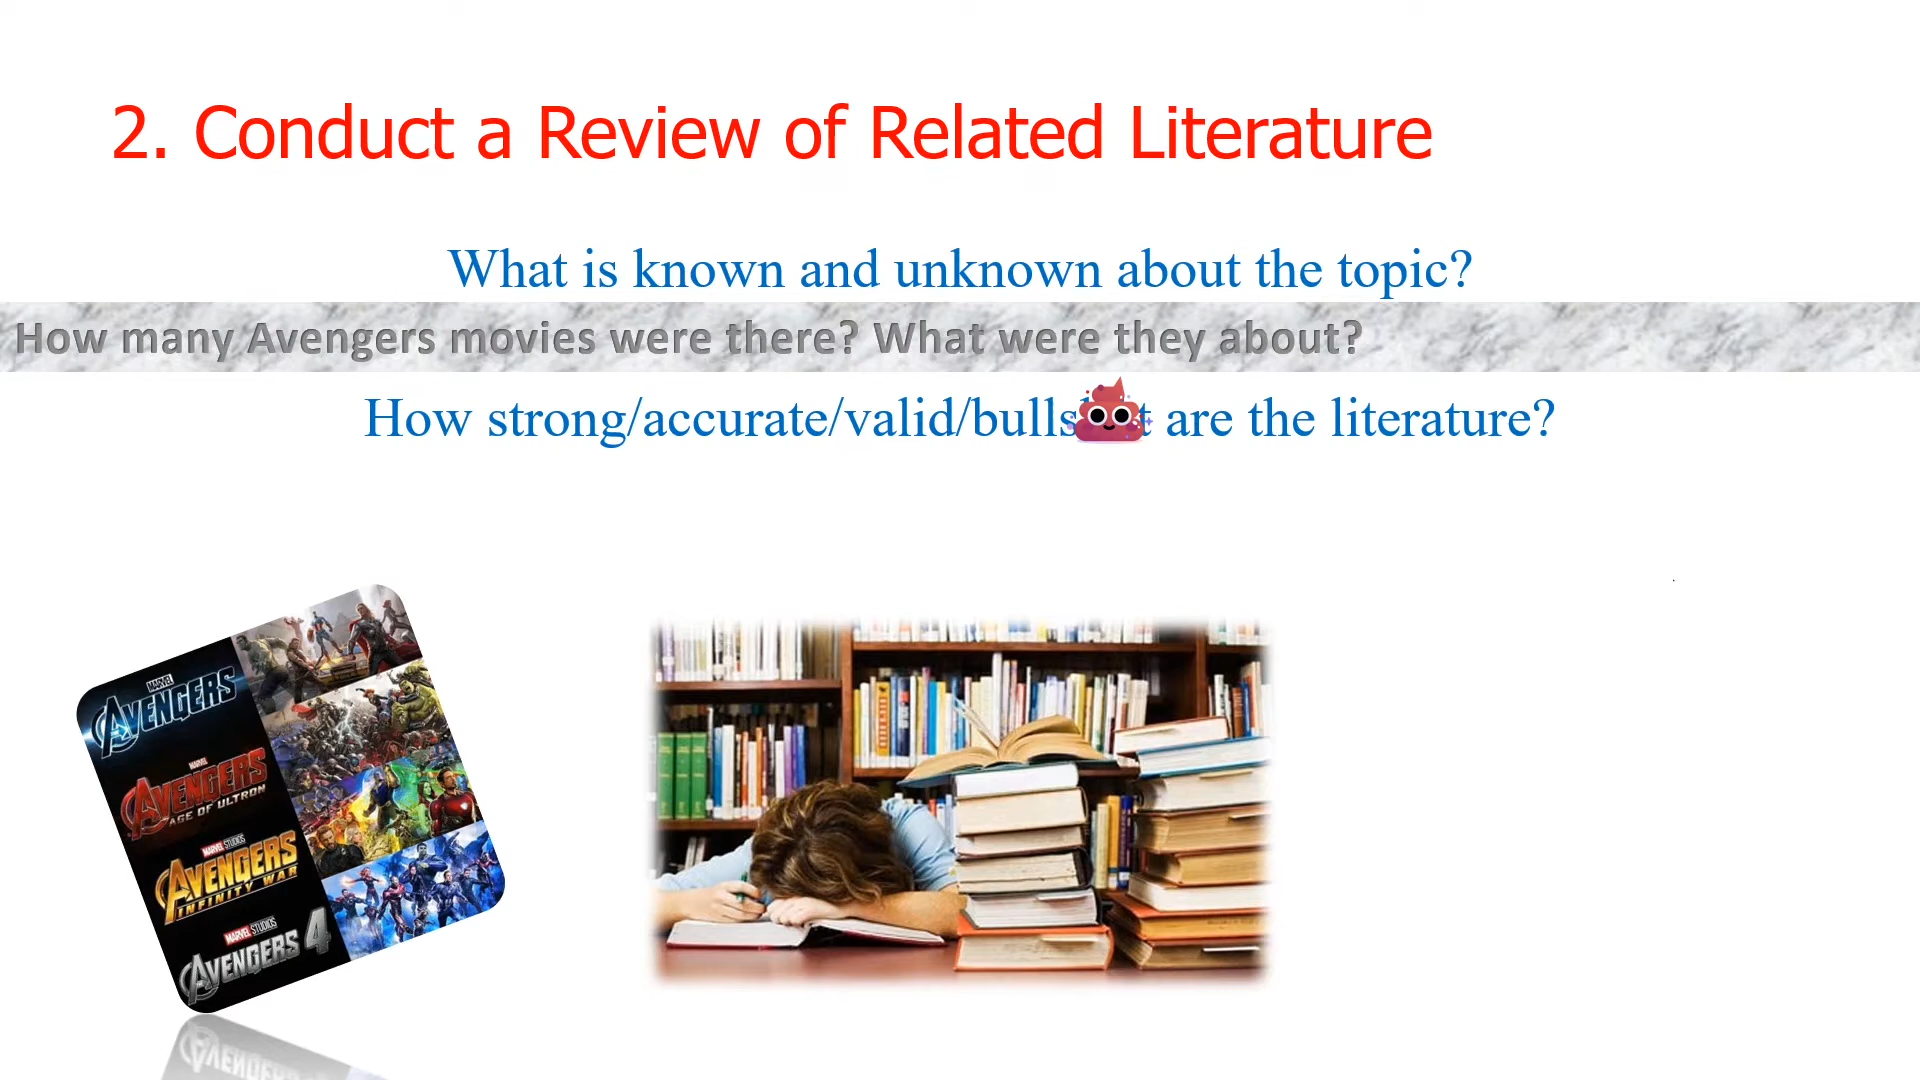 2. Conduct a Review of Related Literature
What is known and unknown about the topic?
How many Avengers movies were there? What were they about?
How strong/accurate/valid/bulls t are the literature?
MARVEL
AVENGERS
MARVEL
AVENGERS
AGE OF ULTRON
MARVEL STUDIOS
AVENGERS
INFINITY WAR
MARVEL STUDIOS
AVENGERS 4